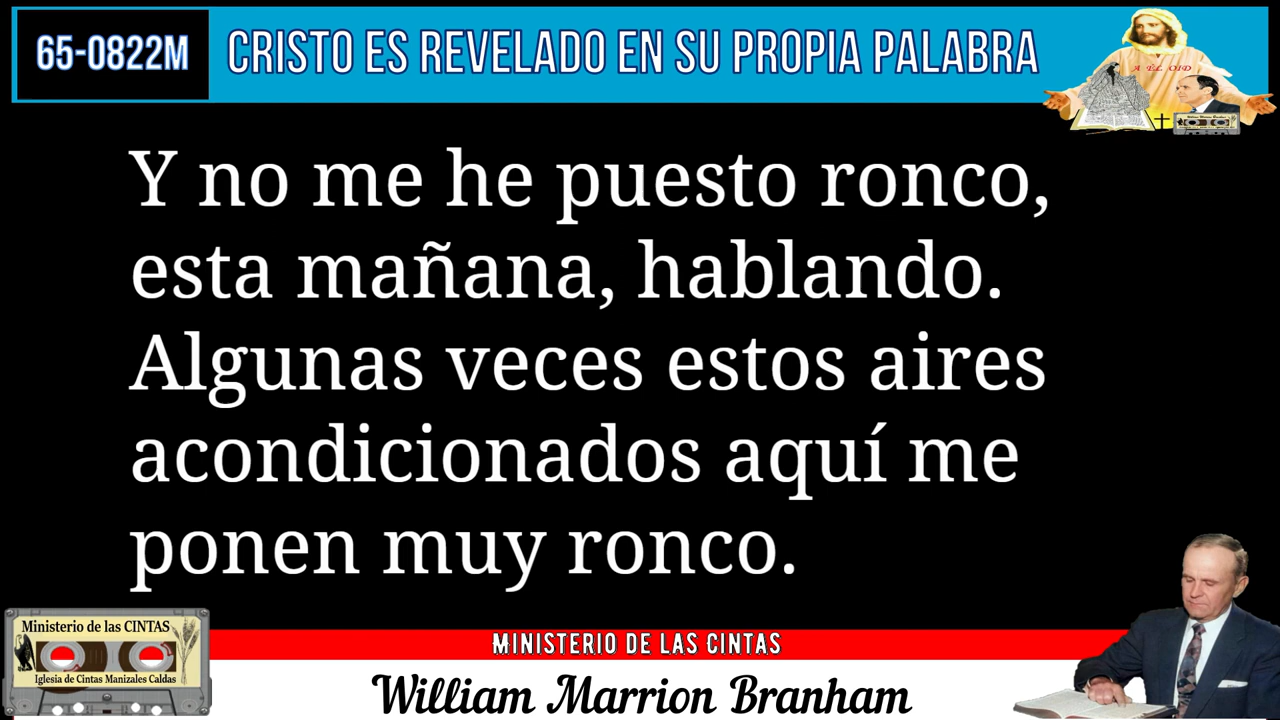 65-0822M
CRISTO ES REVELADO EN SU PROPIA PALABRA
A ÉL OID
Y no me he puesto ronco,
esta mañana, hablando.
Algunas veces estos aires
acondicionados aquí me
ponen muy ronco.
Ministerio de las CINTAS
Iglesia de Cintas Manizales Caldas
MINISTERIO DE LAS CINTAS
William Marrion Branham